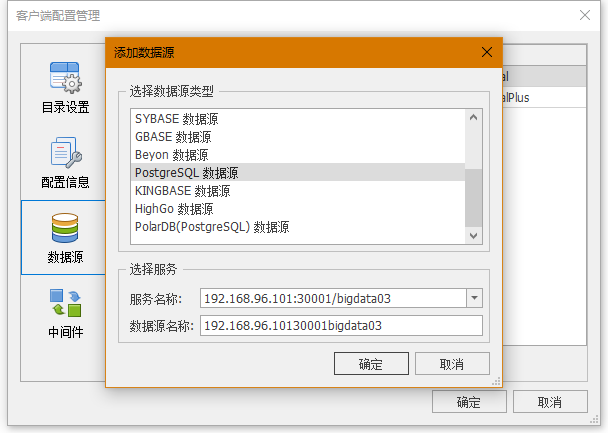 客户端配置管理
添加数据源
选择数据源类型
SYBASE 数据源
GBASE 数据源
Beyon 数据源
PostgreSQL 数据源
KINGBASE 数据源
HighGo 数据源
PolarDB(PostgreSQL) 数据源
选择服务
服务名称: 192.168.96.101:30001/bigdata03
数据源名称: 192.168.96.10130001bigdata03
确定 取消
目录设置
配置信息
数据源
中间件
al
alPlus
确定 取消